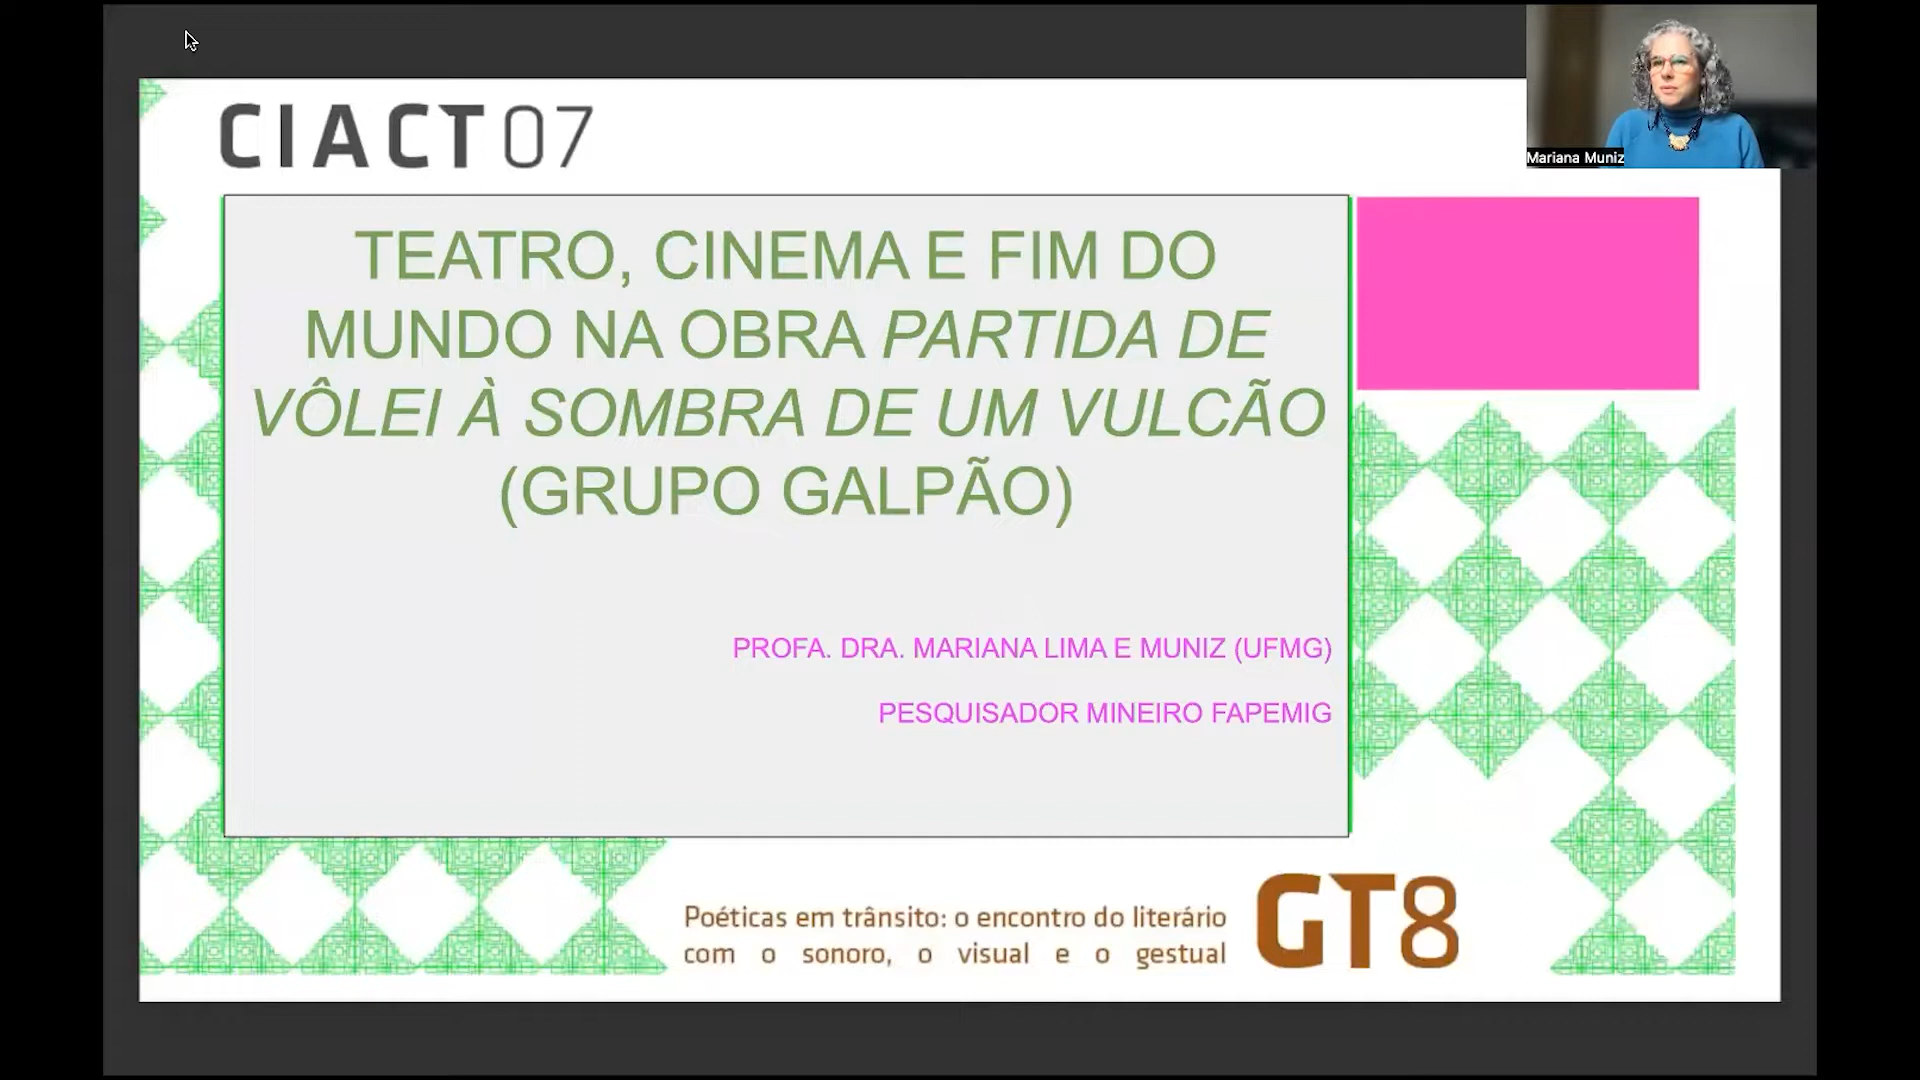 CIACT07
Mariana Muniz
TEATRO, CINEMA E FIM DO
MUNDO NA OBRA PARTIDA DE
VÔLEI À SOMBRA DE UM VULCÃO
(GRUPO GALPÃO)
PROFA. DRA. MARIANA LIMA E MUNIZ (UFMG)
PESQUISADOR MINEIRO FAPEMIG
Poéticas em trânsito: o encontro do literário
com o sonoro, o visual e o gestual
GT8